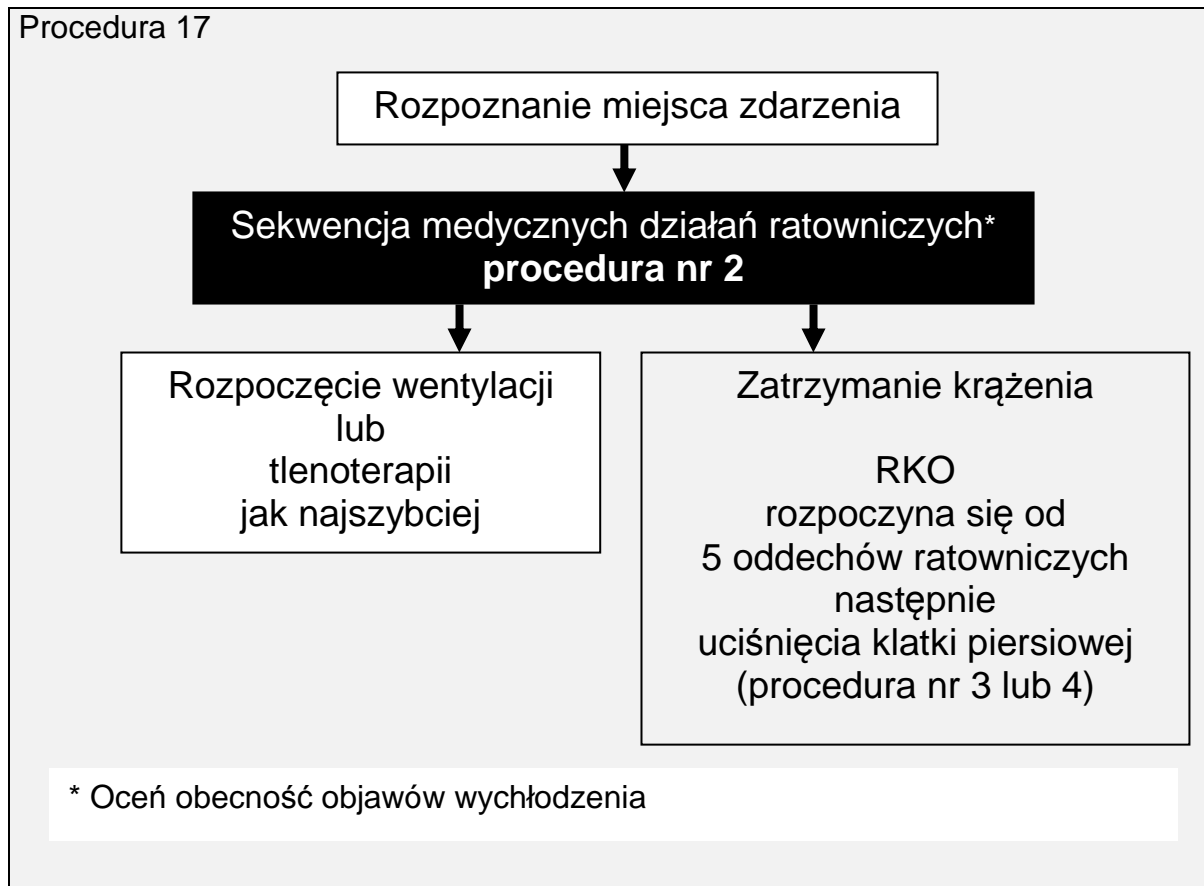 Procedura 17
Rozpoznanie miejsca zdarzenia
Sekwencja medycznych działań ratowniczych*
procedura nr 2
Rozpoczęcie wentylacji
lub
tlenoterapii
jak najszybciej
Zatrzymanie krążenia
RKO
rozpoczyna się od
5 oddechów ratowniczych
następnie
uciśnięcia klatki piersiowej
(procedura nr 3 lub 4)
* Oceń obecność objawów wychłodzenia